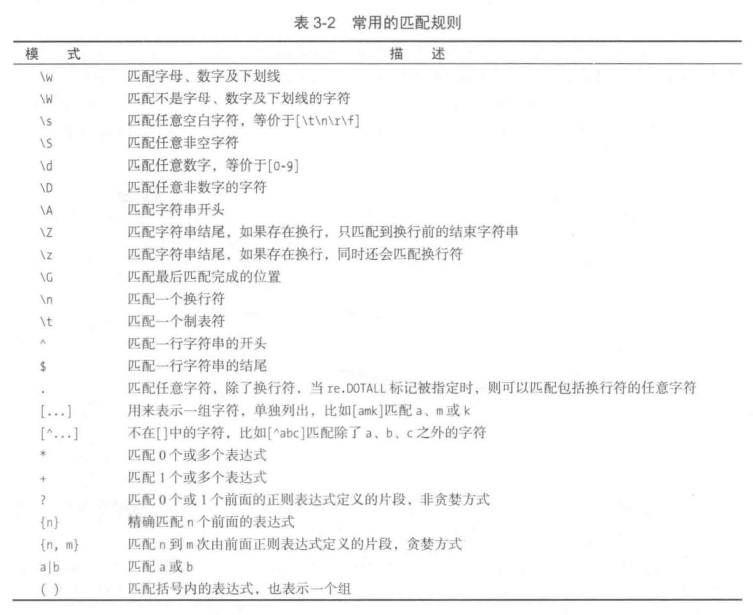 表 3-2 常用的匹配规则
模 式 描 述
\w 匹配字母、数字及下划线
\W 匹配不是字母、数字及下划线的字符
\s 匹配任意空白字符，等价于[\t\n\r\f]
\S 匹配任意非空字符
\d 匹配任意数字，等价于[0-9]
\D 匹配任意非数字的字符
\A 匹配字符串开头
\Z 匹配字符串结尾，如果存在换行，只匹配到换行前的结束字符串
\z 匹配字符串结尾，如果存在换行，同时还会匹配换行符
\G 匹配最后匹配完成的位置
\n 匹配一个换行符
\t 匹配一个制表符
^ 匹配一行字符串的开头
$ 匹配一行字符串的结尾
. 匹配任意字符，除了换行符，当 re.DOTALL 标记被指定时，则可以匹配包括换行符的任意字符
[...] 用来表示一组字符，单独列出，比如[amk]匹配 a、m 或 k
[^...] 不在[]中的字符，比如[^abc]匹配除了 a、b、c 之外的字符
* 匹配 0 个或多个表达式
+ 匹配 1 个或多个表达式
? 匹配 0 个或 1 个前面的正则表达式定义的片段，非贪婪方式
{n} 精确匹配 n 个前面的表达式
{n, m} 匹配 n 到 m 次由前面正则表达式定义的片段，贪婪方式
a|b 匹配 a 或 b
( ) 匹配括号内的表达式，也表示一个组